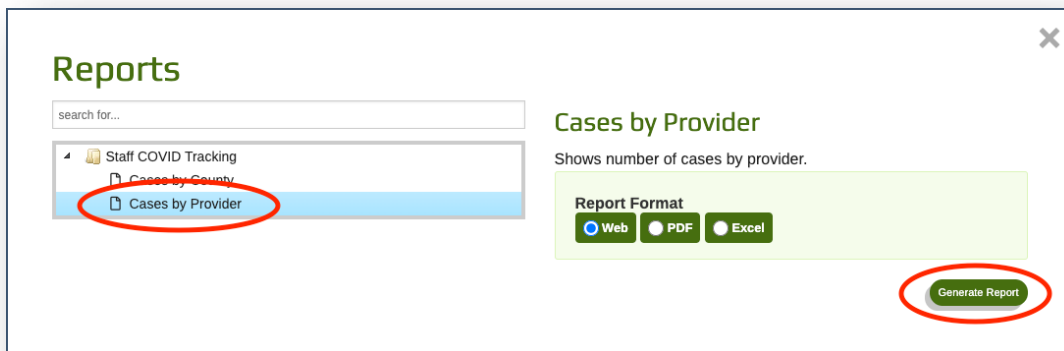 Reports
search for...
Staff COVID Tracking
Cases by County
Cases by Provider
Cases by Provider
Shows number of cases by provider.
Report Format
Web PDF Excel
Generate Report